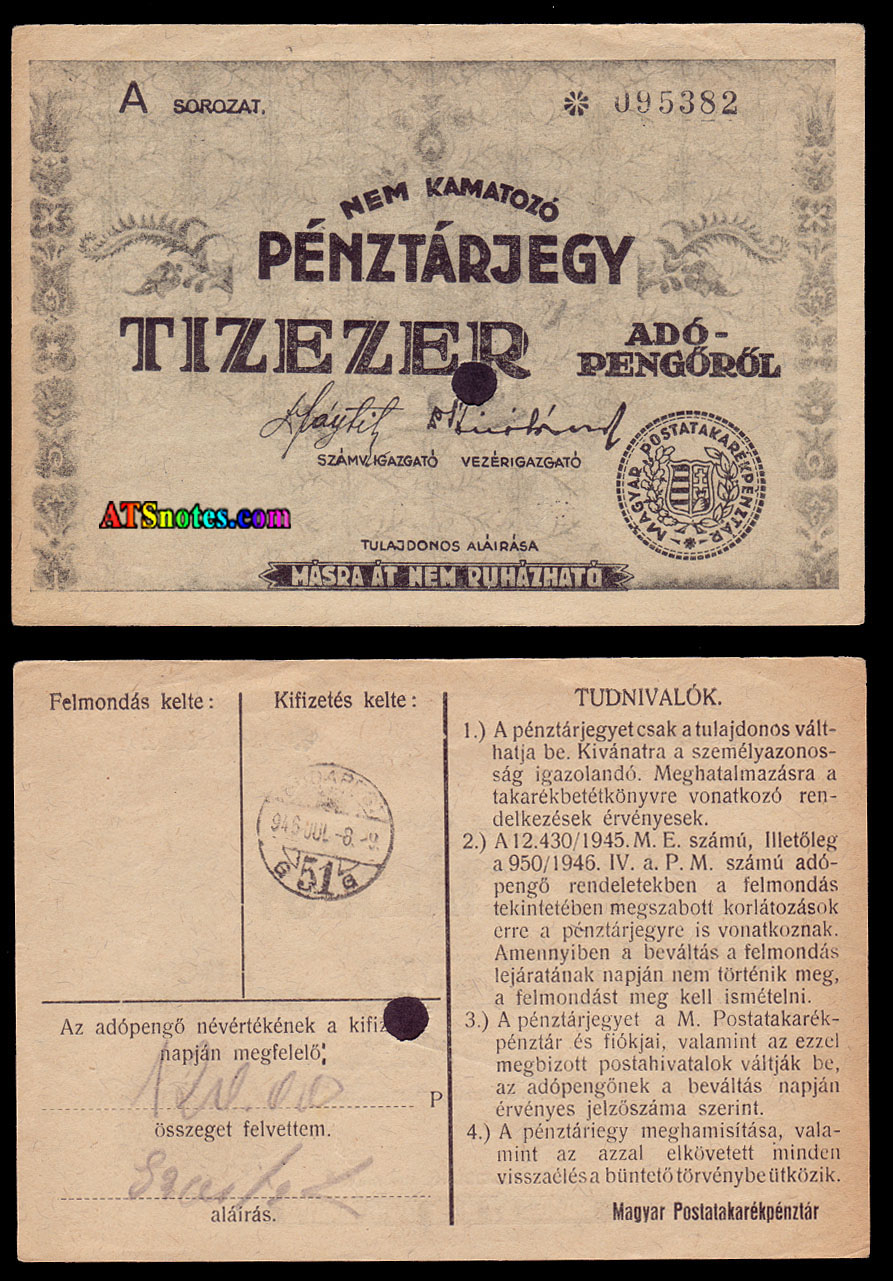 A SOROZAT.
* 095382
NEM KAMATOZÓ
PÉNZTÁRJEGY
TIZEZER
ADÓ-
PENGŐRŐL
SZÁMV. IGAZGATÓ VEZÉRIGAZGATÓ
MAGYAR POSTATAKARÉKPÉNZTÁR *
ATSnotes.com
TULAJDONOS ALÁIRÁSA
MÁSRA ÁT NEM RUHÁZHATÓ
Felmondás kelte:
Kifizetés kelte:
BUDAPEST
946 JUL -8.
51
G G
Az adópengő névértékének a kifiz
napján megfelelő
P
összeget felvettem.
aláírás.
TUDNIVALÓK.
1.) A pénztárjegyet csak a tulajdonos vált-
hatja be. Kivánatra a személyazonos-
ság igazolandó. Meghatalmazásra a
takarékbetétkönyvre vonatkozó ren-
delkezések érvényesek.
2.) A 12.430/1945. M. E. számú, Illetőleg
a 950/1946. IV. a. P. M. számú adó-
pengő rendeletekben a felmondás
tekintetében megszabott korlátozások
erre a pénztárjegyre is vonatkoznak.
Amennyiben a beváltás a felmondás
lejáratának napján nem történik meg,
a felmondást meg kell ismételni.
3.) A pénztárjegyet a M. Postatakarék-
pénztár és fiókjai, valamint az ezzel
megbizott postahivatalok váltják be,
az adópengőnek a beváltás napján
érvényes jelzőszáma szerint.
4.) A pénztárjegy meghamisítása, vala-
mint az azzal elkövetett minden
visszaélés a büntető törvénybe ütközik.
Magyar Postatakarékpénztár